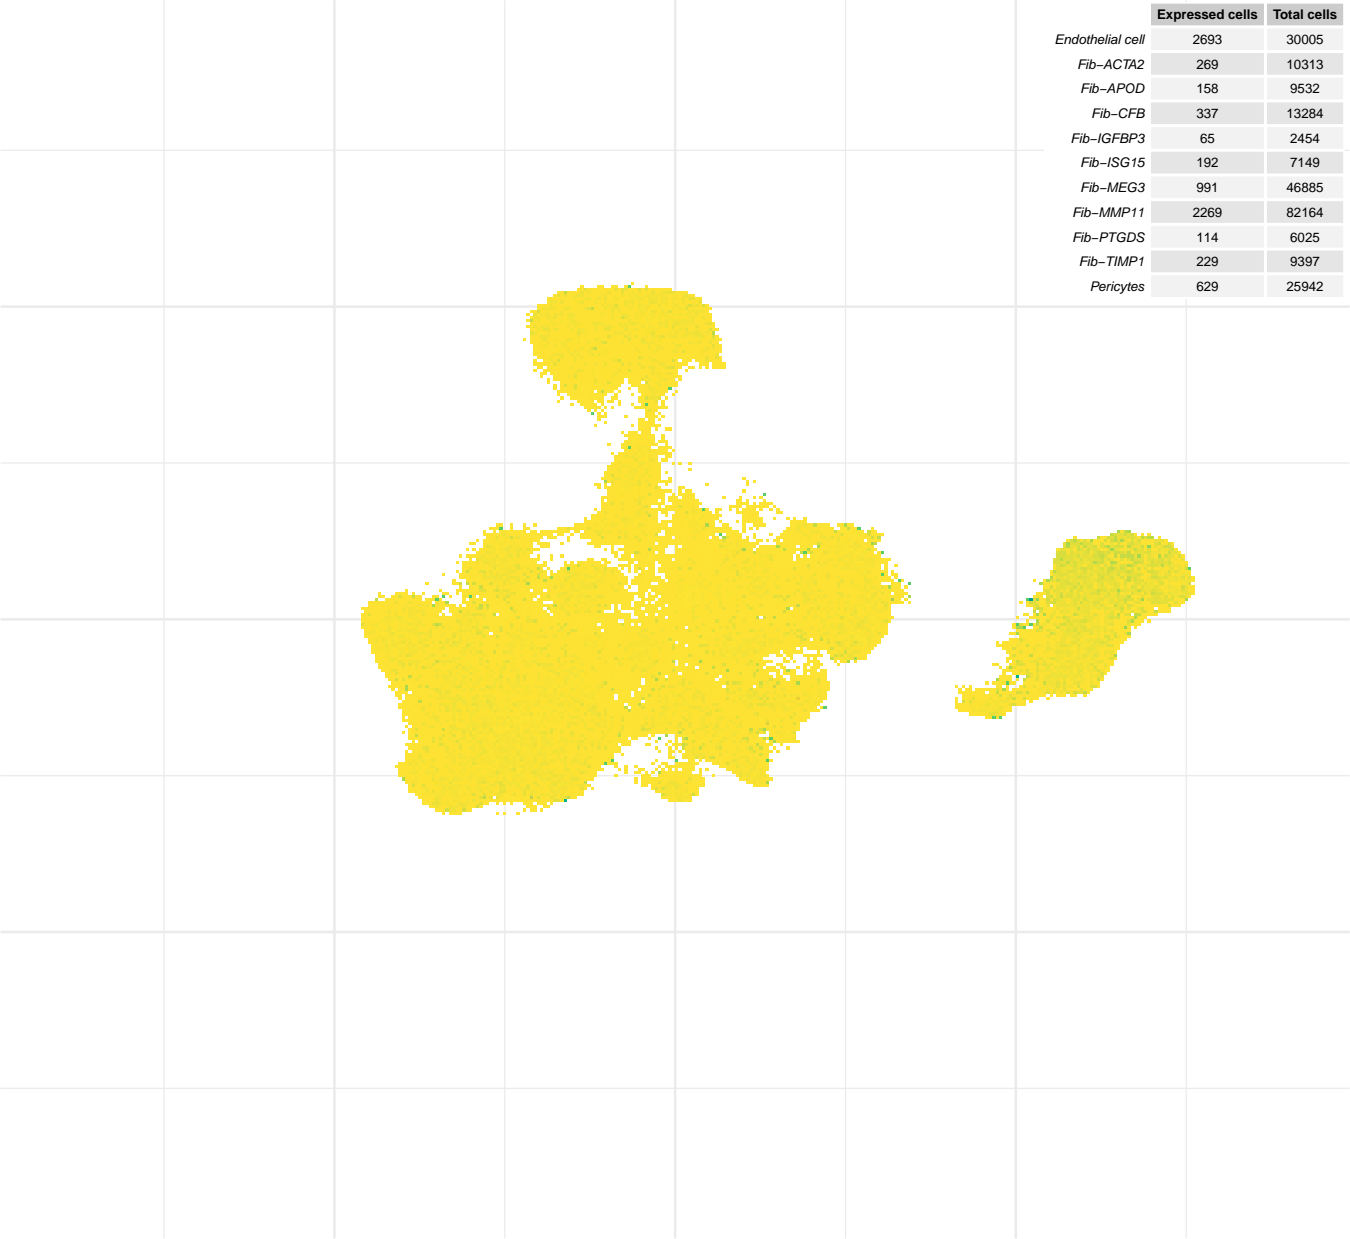 Expressed cells Total cells
Endothelial cell 2693 30005
Fib−ACTA2 269 10313
Fib−APOD 158 9532
Fib−CFB 337 13284
Fib−IGFBP3 65 2454
Fib−ISG15 192 7149
Fib−MEG3 991 46885
Fib−MMP11 2269 82164
Fib−PTGDS 114 6025
Fib−TIMP1 229 9397
Pericytes 629 25942